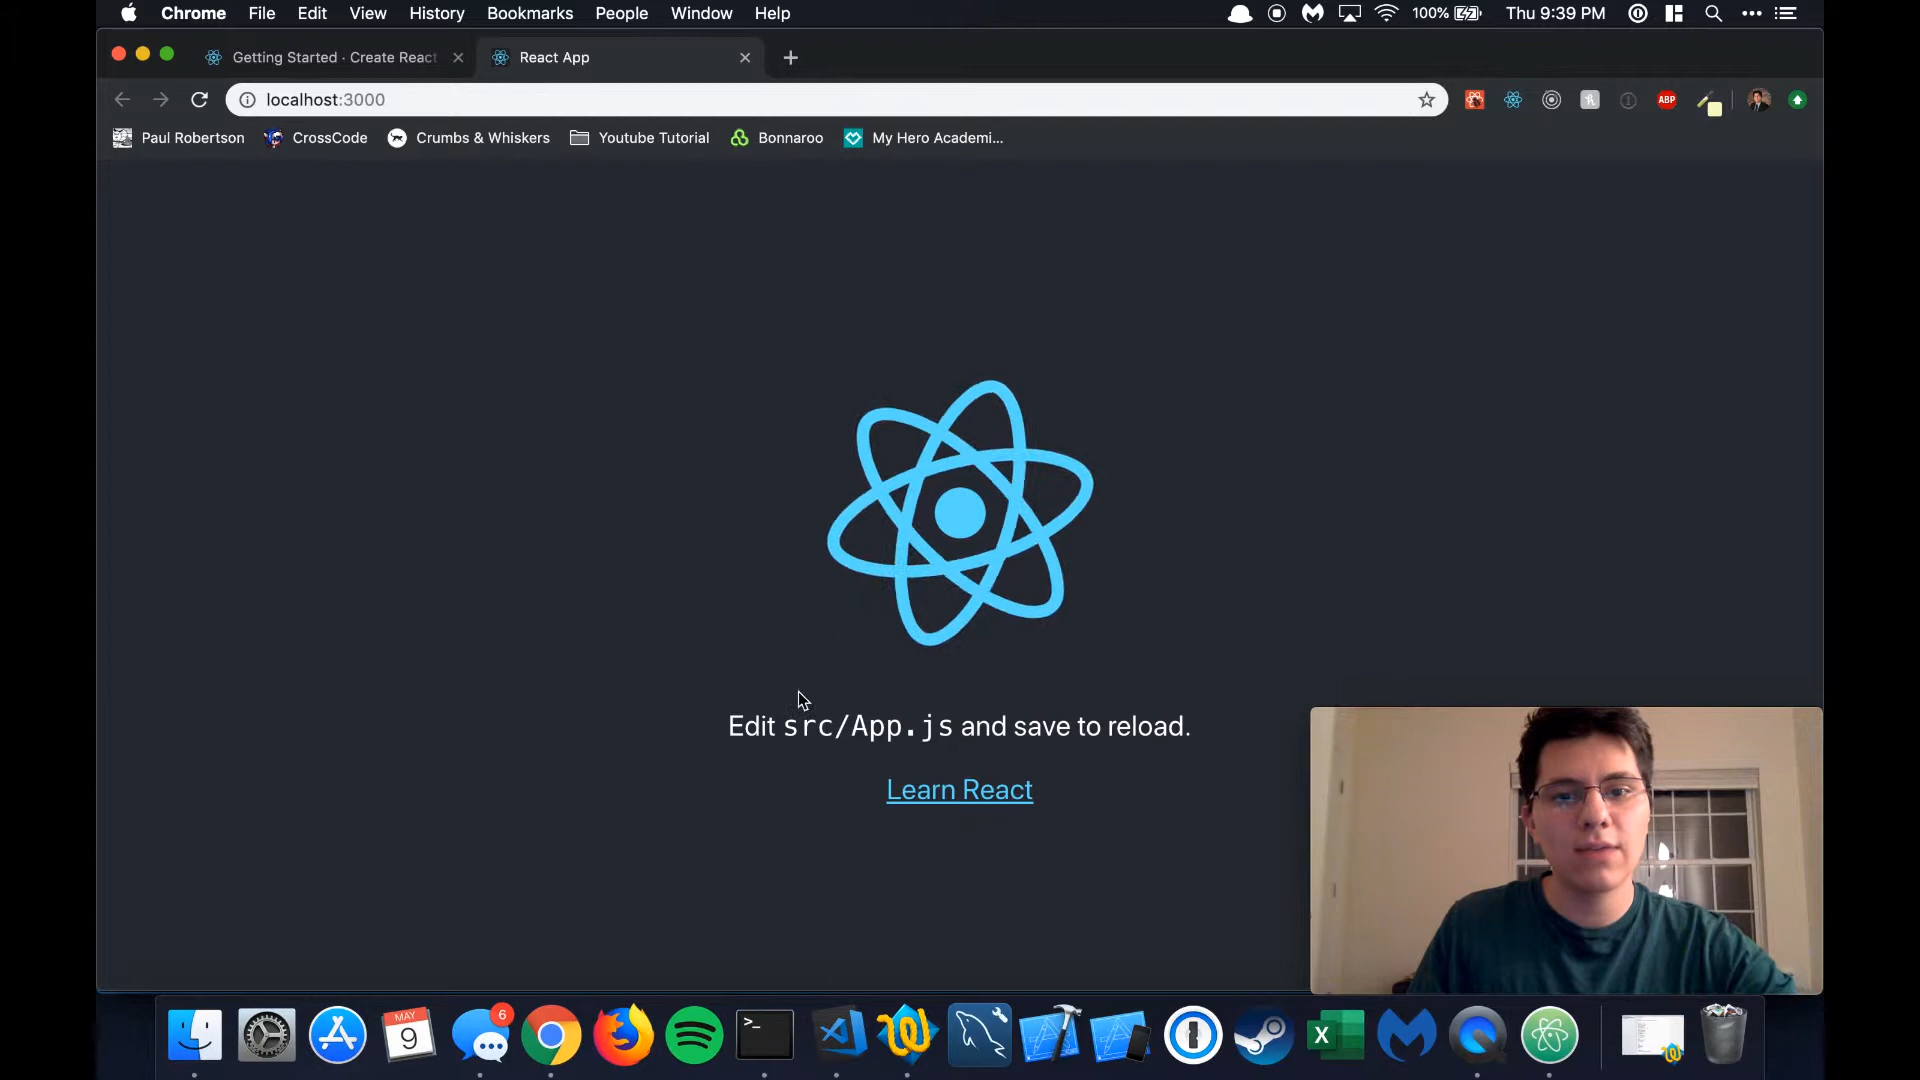 Chrome File Edit View History Bookmarks People Window Help 100% Thu 9:39 PM
Getting Started · Create React React App
localhost:3000 ABP
Paul Robertson CrossCode Crumbs & Whiskers Youtube Tutorial Bonnaroo My Hero Academi...
Edit src/App.js and save to reload.
Learn React
MAY
9
6
>_
X